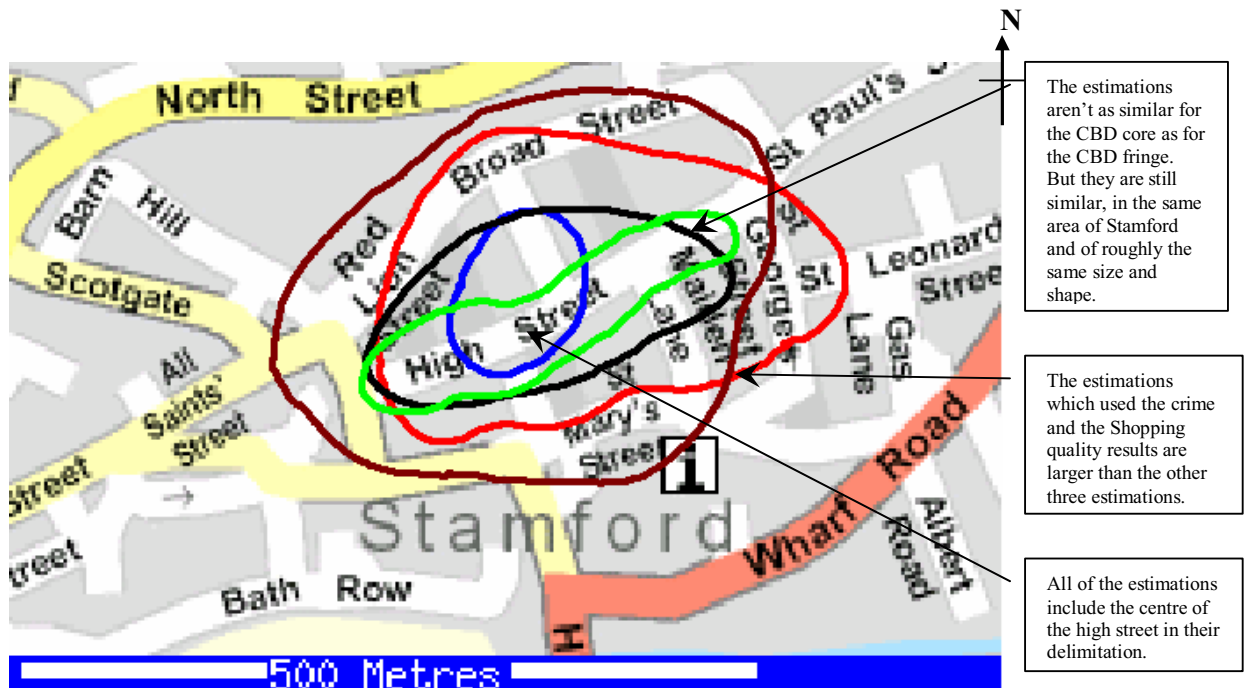 N
The estimations
aren't as similar for
the CBD core as for
the CBD fringe.
But they are still
similar, in the same
area of Stamford
and of roughly the
same size and
shape.
The estimations
which used the crime
and the Shopping
quality results are
larger than the other
three estimations.
All of the estimations
include the centre of
the high street in their
delimitation.
North Street
Broad Street
St Paul's
Barn Hill
Red Lion Street
Scotgate
All Saints' Street
High Street
St George's
St Leonard
Street
Gas
Lane
Lane
St Mary's
Street
i
Stamford
Wharf Road
Albert
Road
Street
treet
Bath Row
H
500 Metres